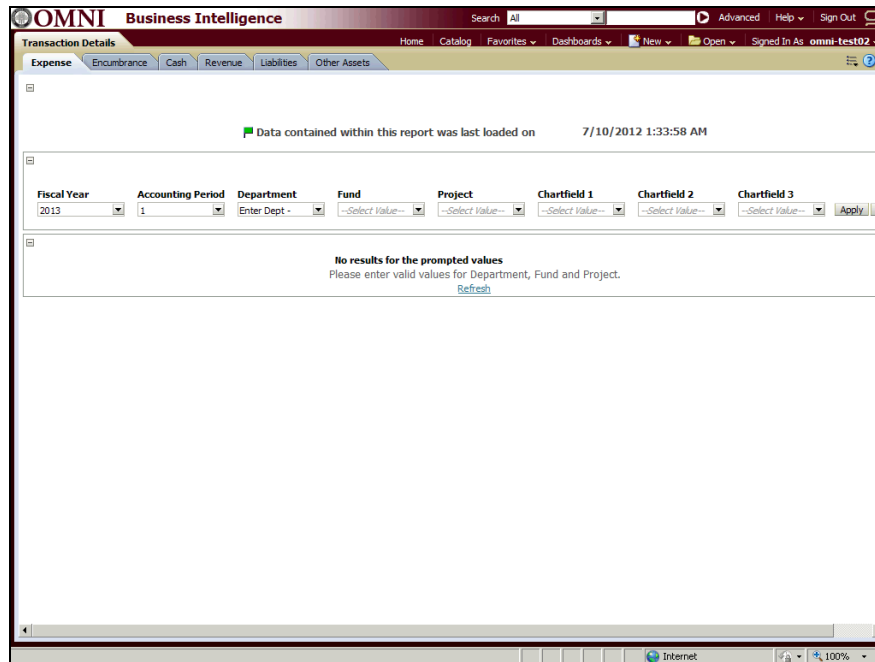 OMNI Business Intelligence Search All Advanced Help Sign Out
Transaction Details Home Catalog Favorites Dashboards New Open Signed In As omni-test02
Expense Encumbrance Cash Revenue Liabilities Other Assets
Data contained within this report was last loaded on 7/10/2012 1:33:58 AM
Fiscal Year Accounting Period Department Fund Project Chartfield 1 Chartfield 2 Chartfield 3
2013 1 Enter Dept - --Select Value-- --Select Value-- --Select Value-- --Select Value-- --Select Value-- Apply
No results for the prompted values
Please enter valid values for Department, Fund and Project.
Refresh
Internet 100%